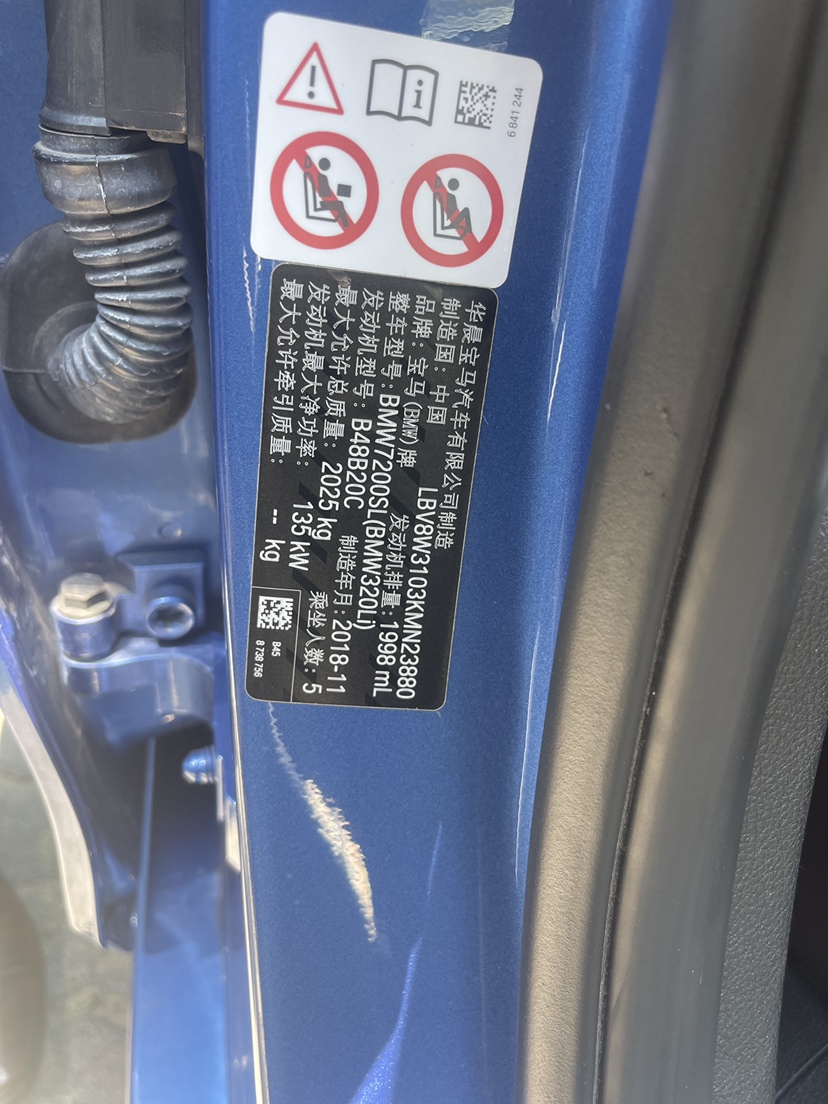 6 841 244
华晨宝马汽车有限公司制造
制造国：中国 LBV8W3103KMN23880
品牌：宝马(BMW)牌 发动机排量：1998 mL
整车型号：BMW7200SL(BMW320Li)
发动机型号：B48B20C 制造年月：2018-11
最大允许总质量：2025 kg 乘坐人数：5
发动机最大净功率：135 kW
最大允许牵引质量：-- kg
B45
8 738 756